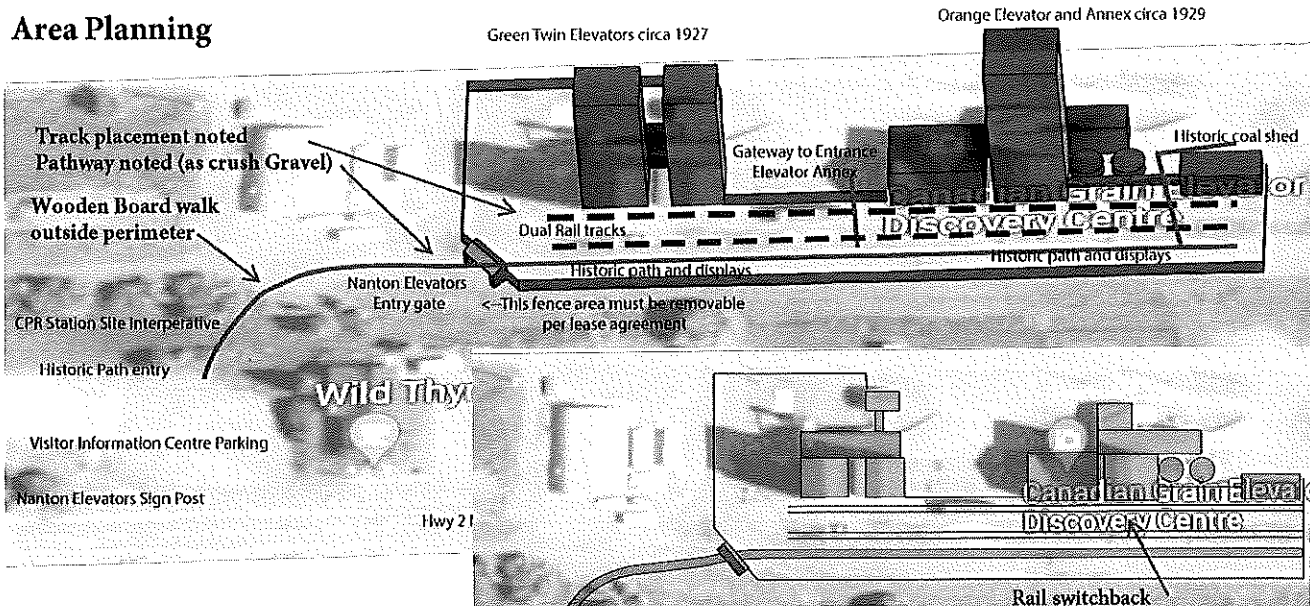 Area Planning
Green Twin Elevators circa 1927
Orange Elevator and Annex circa 1929
Track placement noted
Pathway noted (as crush Gravel)
Wooden Board walk
outside perimeter
Gateway to Entrance
Elevator Annex
Historic coal shed
Canadian Grain Elevator
Discovery Centre
Dual Rail tracks
Historic path and displays
Historic path and displays
Nanton Elevators
Entry gate
<--This fence area must be removable
per lease agreement
CPR Station Site Interperative
Historic Path entry
Wild Thy
Visitor Information Centre Parking
Nanton Elevators Sign Post
Hwy 2
Canadian Grain Eleva
Discovery Centre
Rail switchback